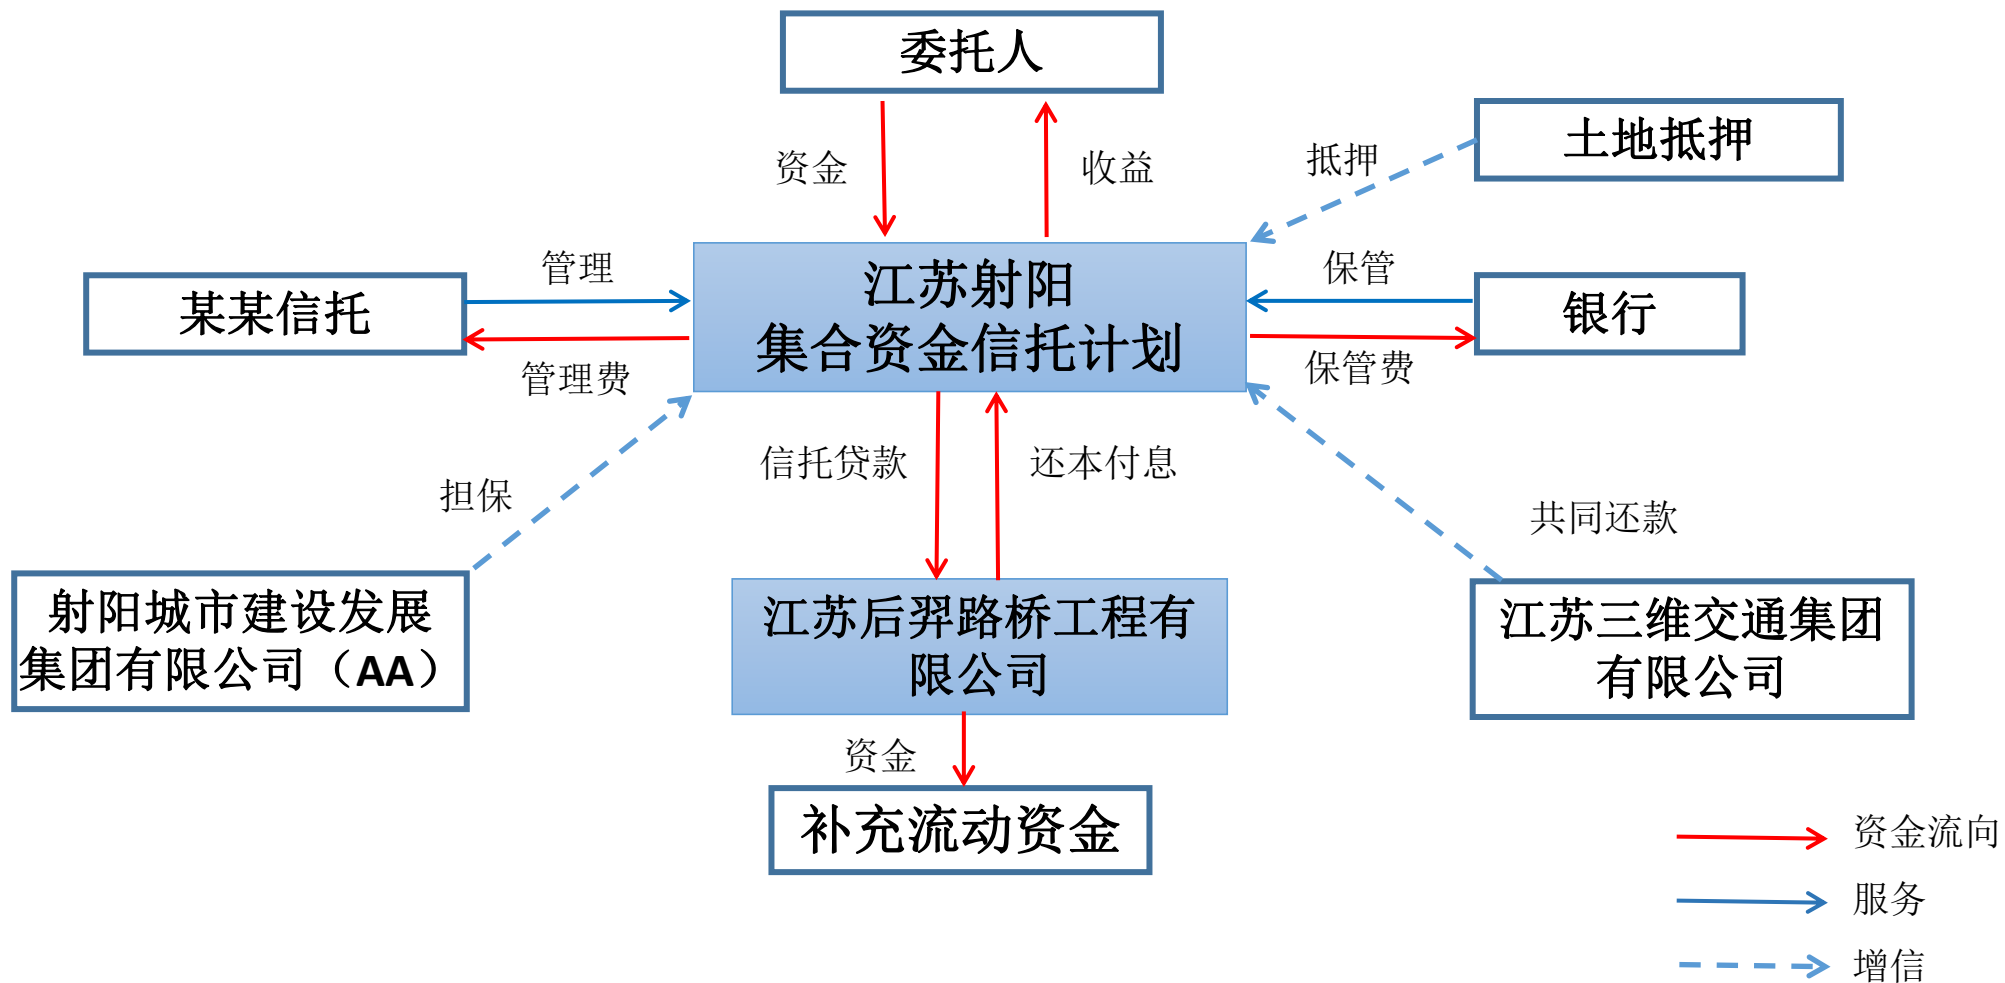 委托人
土地抵押
抵押
资金
收益
管理
保管
江苏射阳
集合资金信托计划
某某信托
银行
管理费
保管费
信托贷款
还本付息
担保
共同还款
射阳城市建设发展
集团有限公司（AA）
江苏后羿路桥工程有
限公司
江苏三维交通集团
有限公司
资金
补充流动资金
资金流向
服务
增信